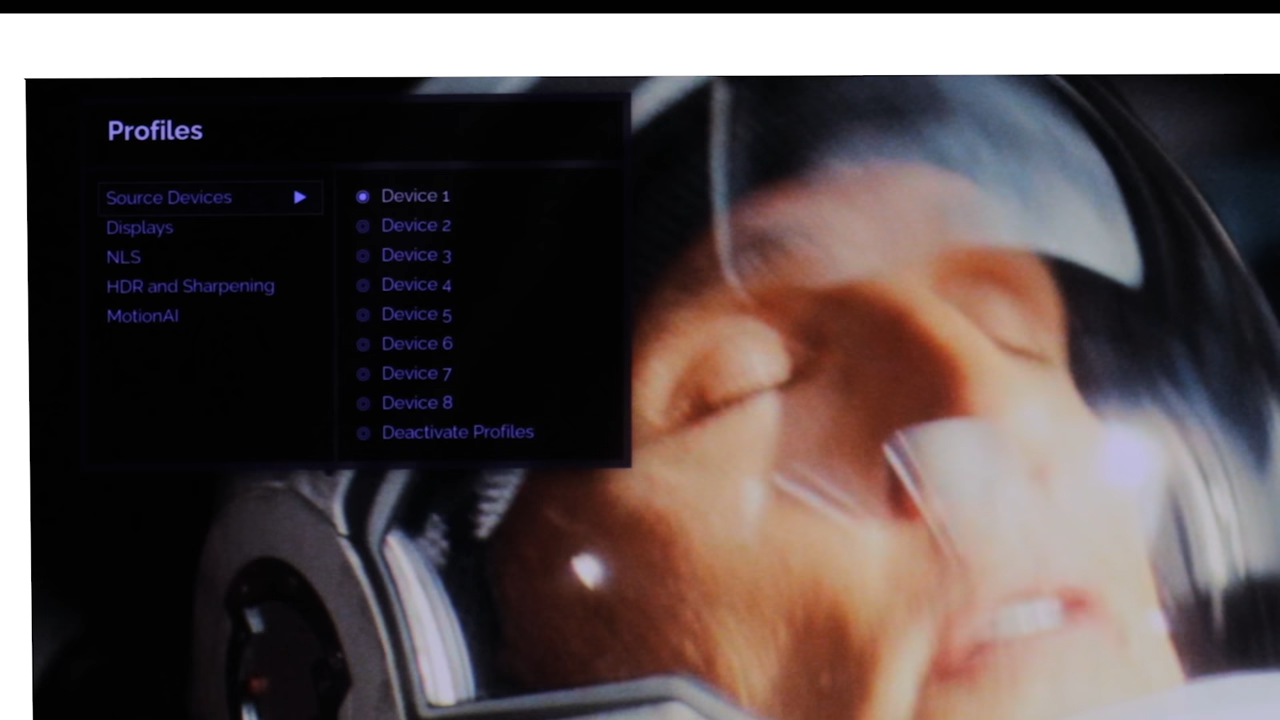 Profiles
Source Devices
Displays
NLS
HDR and Sharpening
MotionAI
Device 1
Device 2
Device 3
Device 4
Device 5
Device 6
Device 7
Device 8
Deactivate Profiles